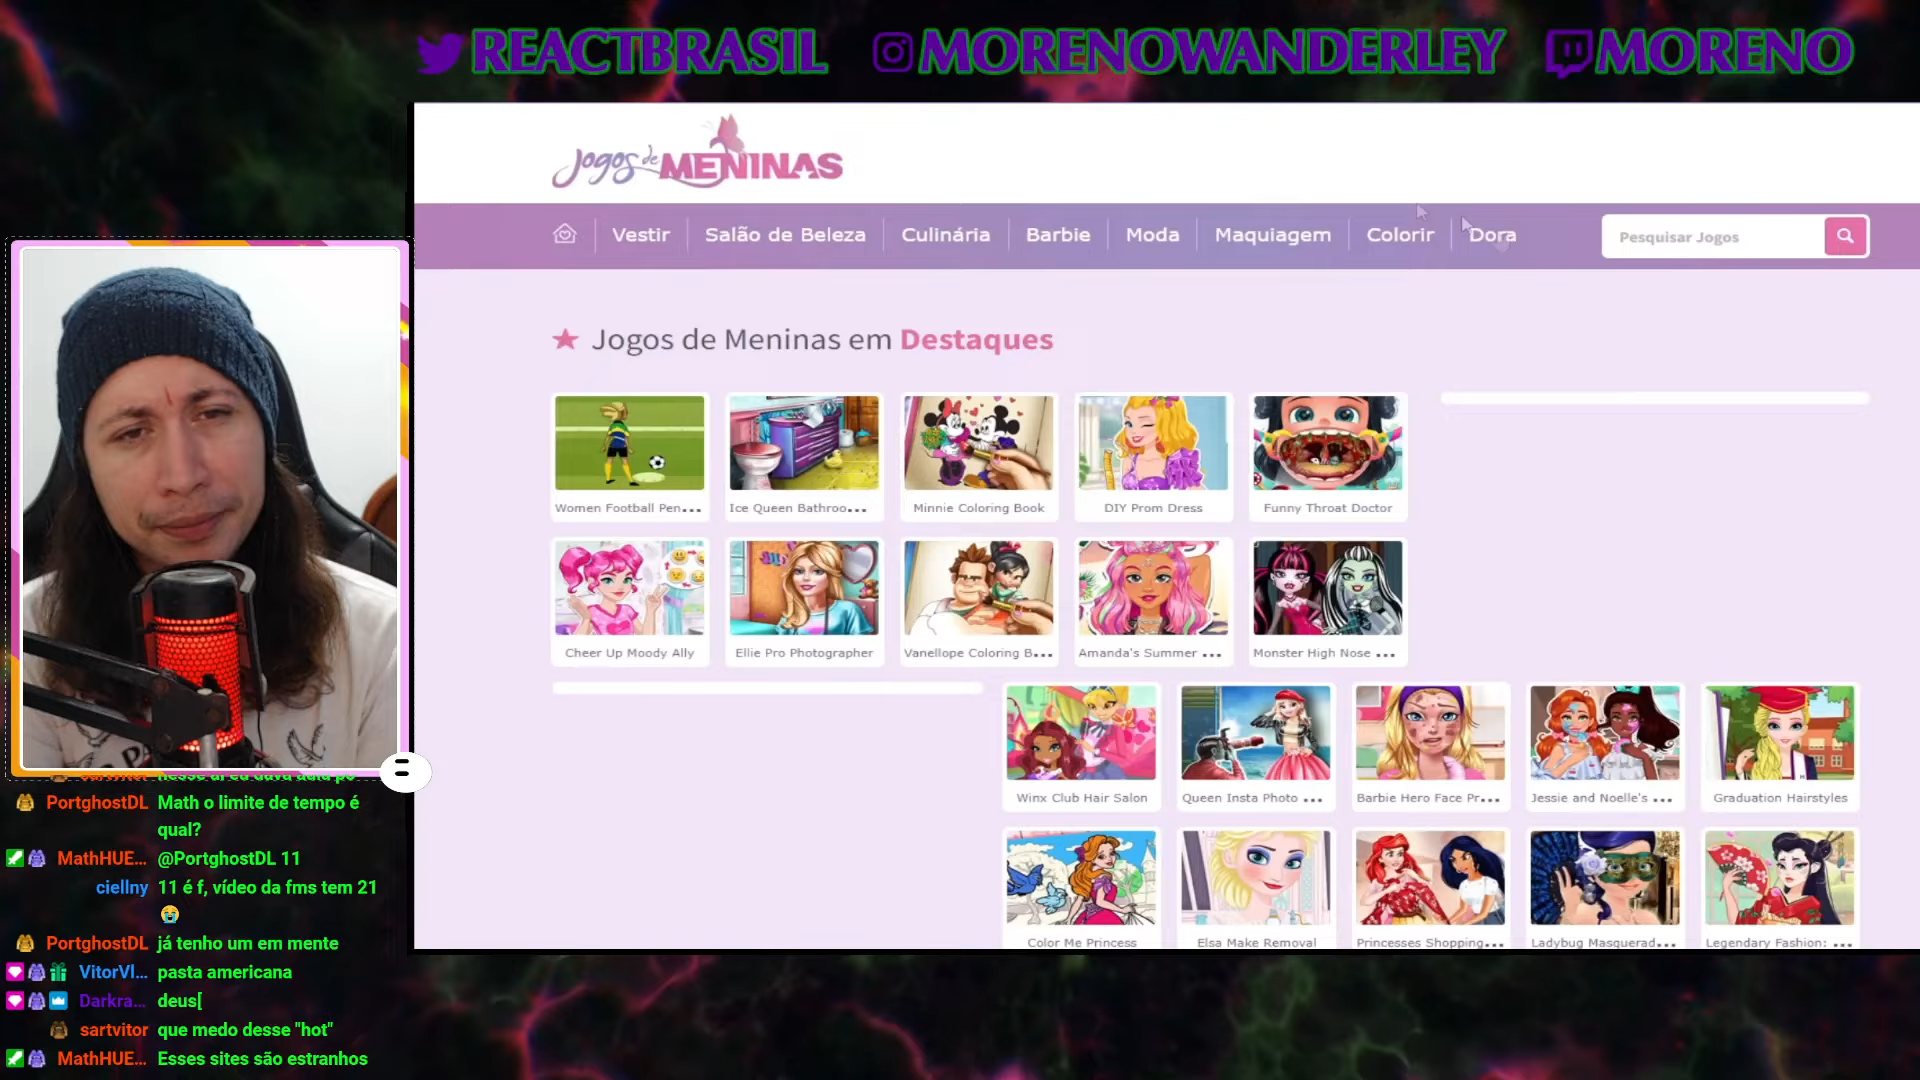 REACTBRASIL MORENOWANDERLEY MORENO
Jogos de MENINAS
Vestir Salão de Beleza Culinária Barbie Moda Maquiagem Colorir Dora Pesquisar Jogos
Jogos de Meninas em Destaques
Women Football Pen... Ice Queen Bathroo... Minnie Coloring Book DIY Prom Dress Funny Throat Doctor
Cheer Up Moody Ally Ellie Pro Photographer Vanellope Coloring B... Amanda's Summer ... Monster High Nose ...
Winx Club Hair Salon Queen Insta Photo ... Barbie Hero Face Pr... Jessie and Noelle's ... Graduation Hairstyles
Color Me Princess Elsa Make Removal Princesses Shopping... Ladybug Masquerad... Legendary Fashion: ...
PortghostDL Math o limite de tempo é
qual?
MathHUE... @PortghostDL 11
ciellny 11 é f, vídeo da fms tem 21
PortghostDL já tenho um em mente
VitorVl... pasta americana
Darkra... deus[
sartvitor que medo desse "hot"
MathHUE... Esses sites são estranhos